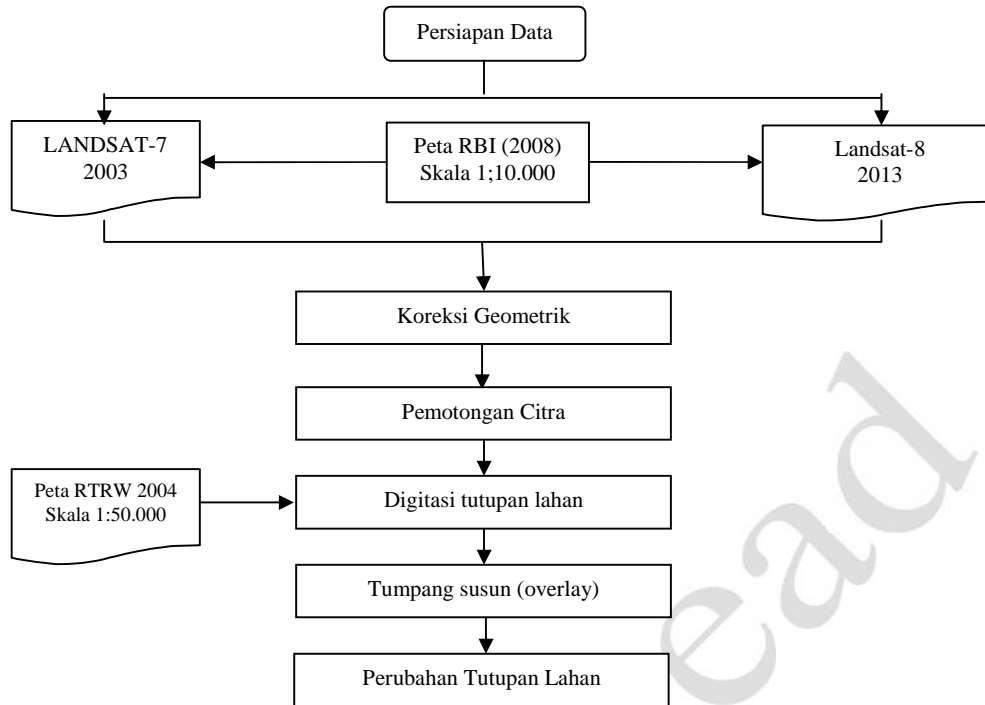 Persiapan Data
LANDSAT-7
2003
Peta RBI (2008)
Skala 1;10.000
Landsat-8
2013
Koreksi Geometrik
Pemotongan Citra
Peta RTRW 2004
Skala 1:50.000
Digitasi tutupan lahan
Tumpang susun (overlay)
Perubahan Tutupan Lahan
ead